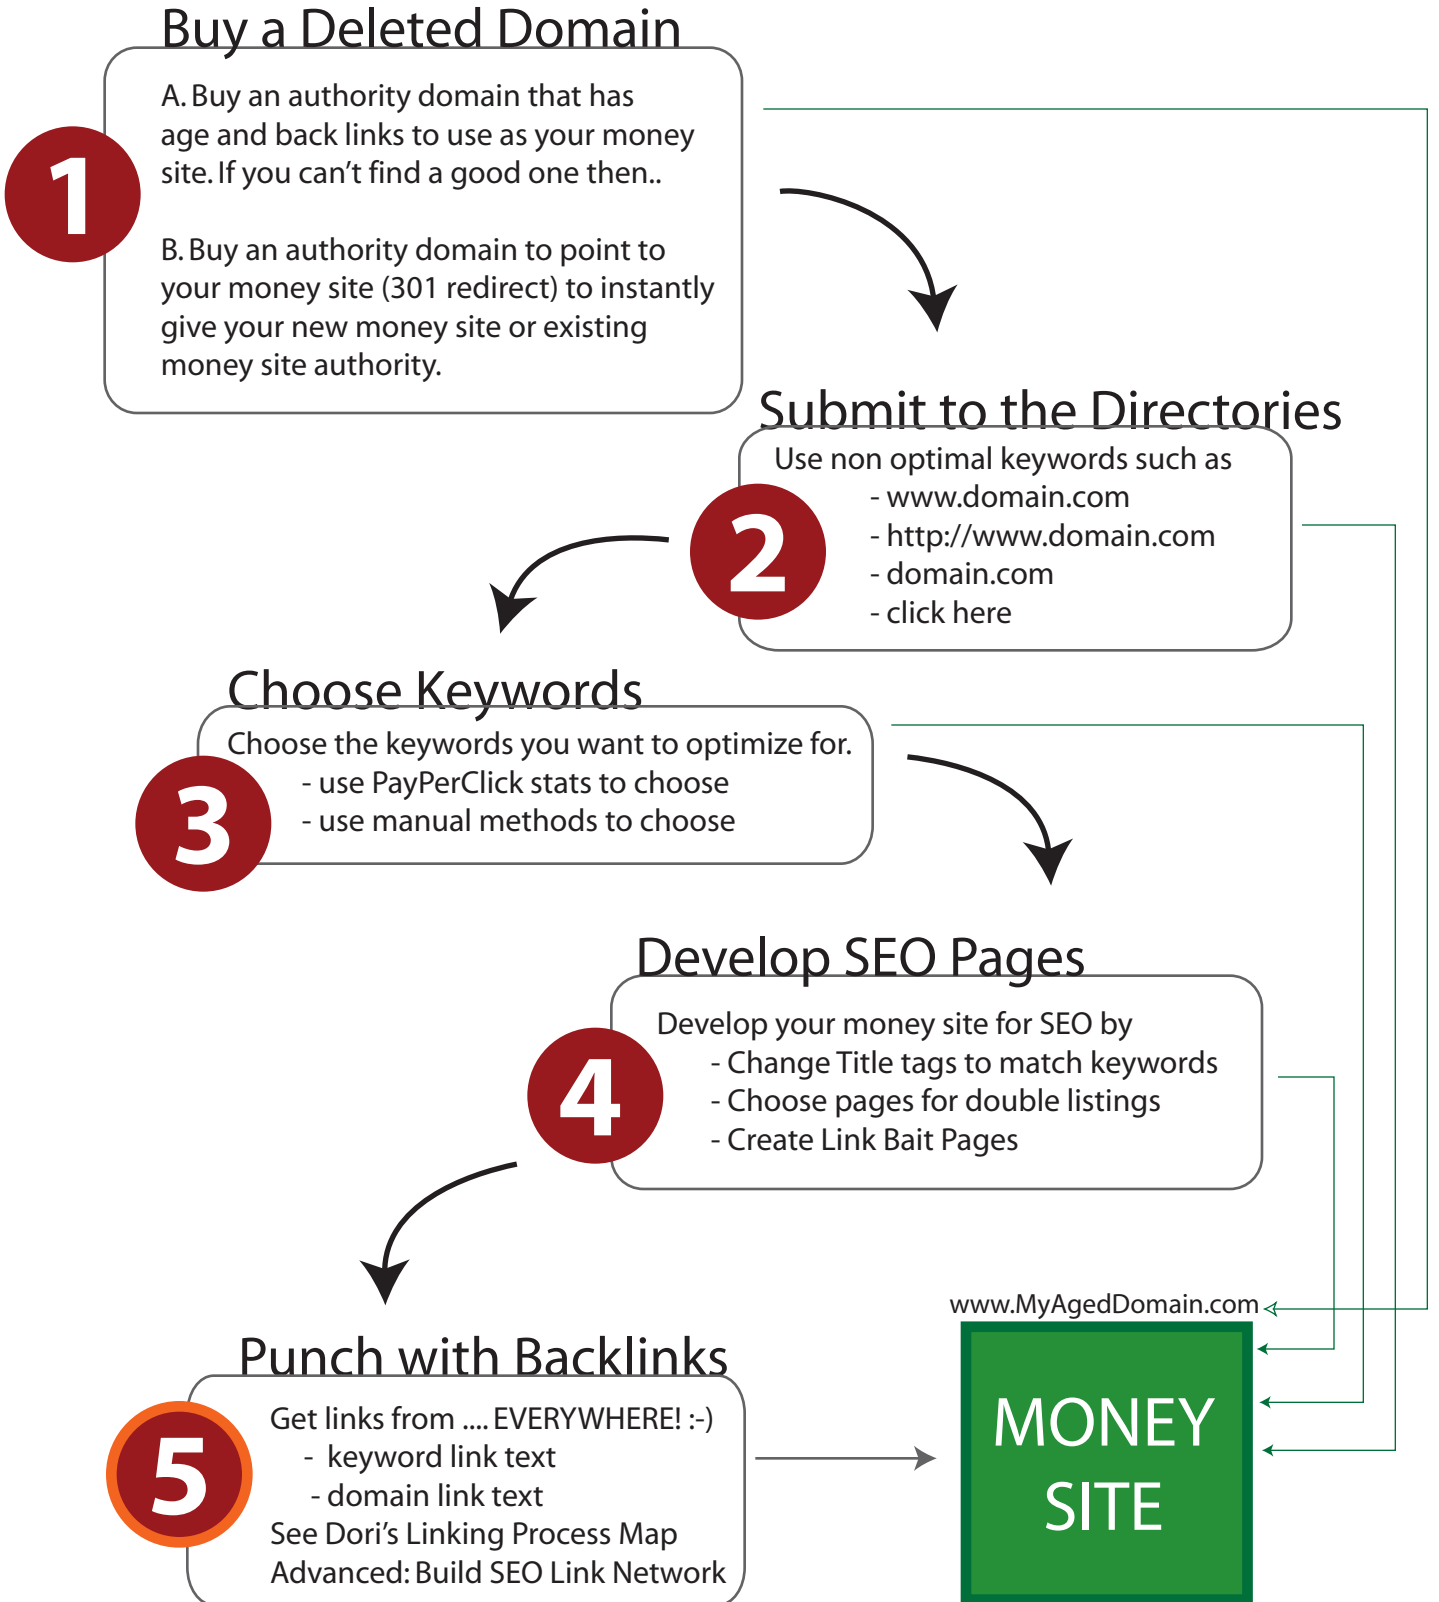 Buy a Deleted Domain
1
A. Buy an authority domain that has
age and back links to use as your money
site. If you can't find a good one then..
B. Buy an authority domain to point to
your money site (301 redirect) to instantly
give your new money site or existing
money site authority.
Submit to the Directories
2
Use non optimal keywords such as
- www.domain.com
- http://www.domain.com
- domain.com
- click here
Choose Keywords
3
Choose the keywords you want to optimize for.
- use PayPerClick stats to choose
- use manual methods to choose
Develop SEO Pages
4
Develop your money site for SEO by
- Change Title tags to match keywords
- Choose pages for double listings
- Create Link Bait Pages
Punch with Backlinks
5
Get links from .... EVERYWHERE! :-)
- keyword link text
- domain link text
See Dori's Linking Process Map
Advanced: Build SEO Link Network
www.MyAgedDomain.com
MONEY
SITE